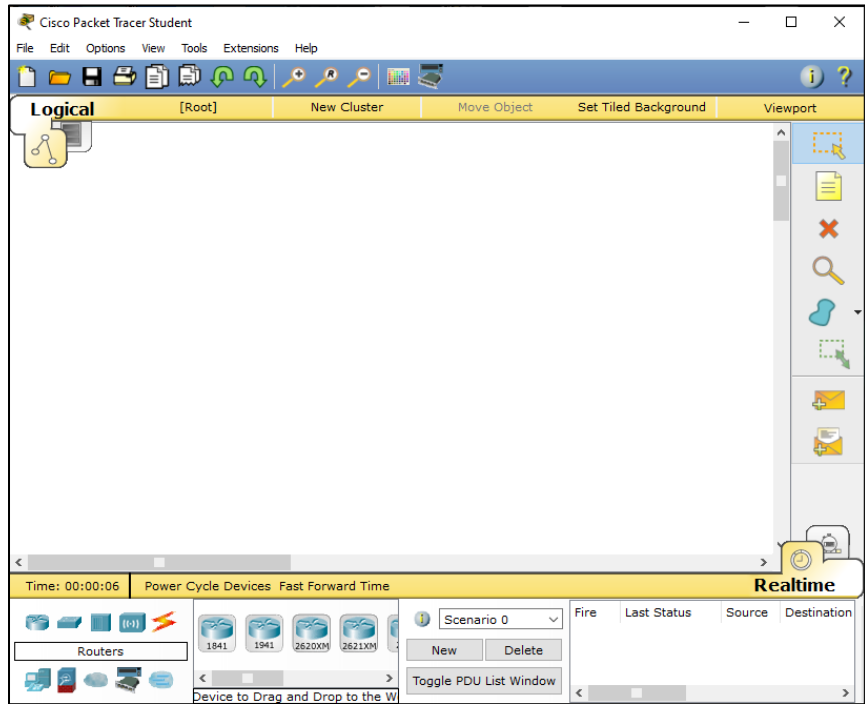 Cisco Packet Tracer Student
File Edit Options View Tools Extensions Help
Logical [Root] New Cluster Move Object Set Tiled Background Viewport
Time: 00:00:06 Power Cycle Devices Fast Forward Time Realtime
Routers
1841 1941 2620XM 2621XM
Device to Drag and Drop to the W
Scenario 0
New Delete
Toggle PDU List Window
Fire Last Status Source Destination